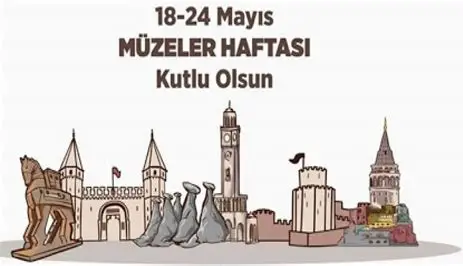 18-24 Mayıs
MÜZELER HAFTASI
Kutlu Olsun